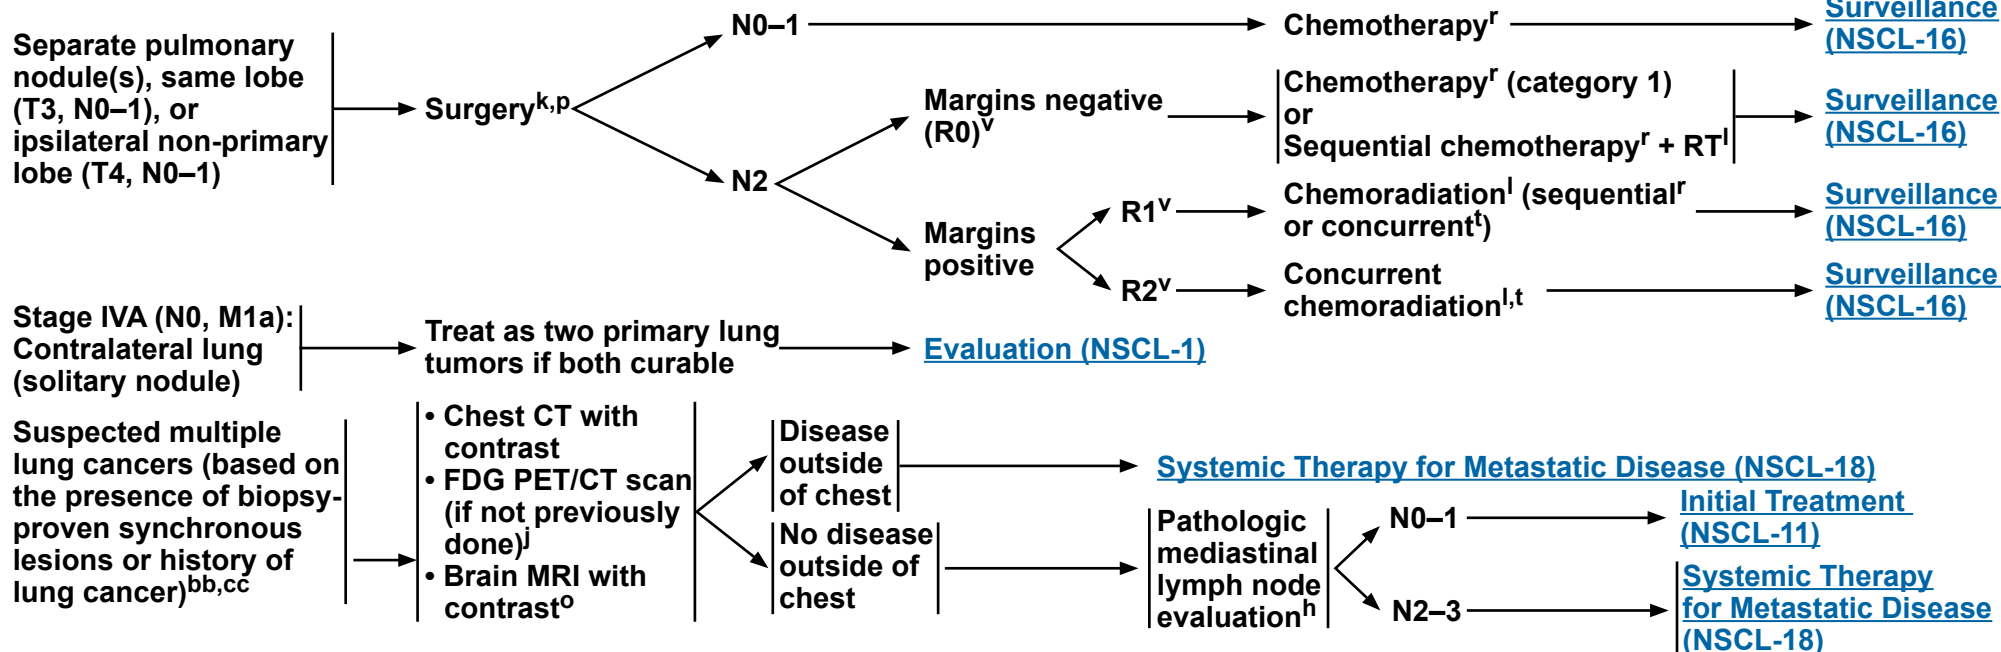 Separate pulmonary
nodule(s), same lobe
(T3, N0–1), or
ipsilateral non-primary
lobe (T4, N0–1)
Surgeryk,p
N0–1
Chemotherapyr
Surveillance
(NSCL-16)
N2
Margins negative
(R0)v
Chemotherapyr (category 1)
or
Sequential chemotherapyr + RTl
Surveillance
(NSCL-16)
Margins
positive
R1v
Chemoradiationl (sequentialr
or concurrentt)
Surveillance
(NSCL-16)
R2v
Concurrent
chemoradiationl,t
Surveillance
(NSCL-16)
Stage IVA (N0, M1a):
Contralateral lung
(solitary nodule)
Treat as two primary lung
tumors if both curable
Evaluation (NSCL-1)
Suspected multiple
lung cancers (based on
the presence of biopsy-
proven synchronous
lesions or history of
lung cancer)bb,cc
• Chest CT with
contrast
• FDG PET/CT scan
(if not previously
done)j
• Brain MRI with
contrasto
Disease
outside
of chest
Systemic Therapy for Metastatic Disease (NSCL-18)
No disease
outside of
chest
Pathologic
mediastinal
lymph node
evaluationh
N0–1
Initial Treatment
(NSCL-11)
N2–3
Systemic Therapy
for Metastatic Disease
(NSCL-18)